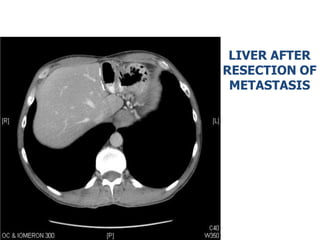 LIVER AFTER
RESECTION OF
METASTASIS
[R]
[L]
OC & IOMERON 300
[P]
C40
W350